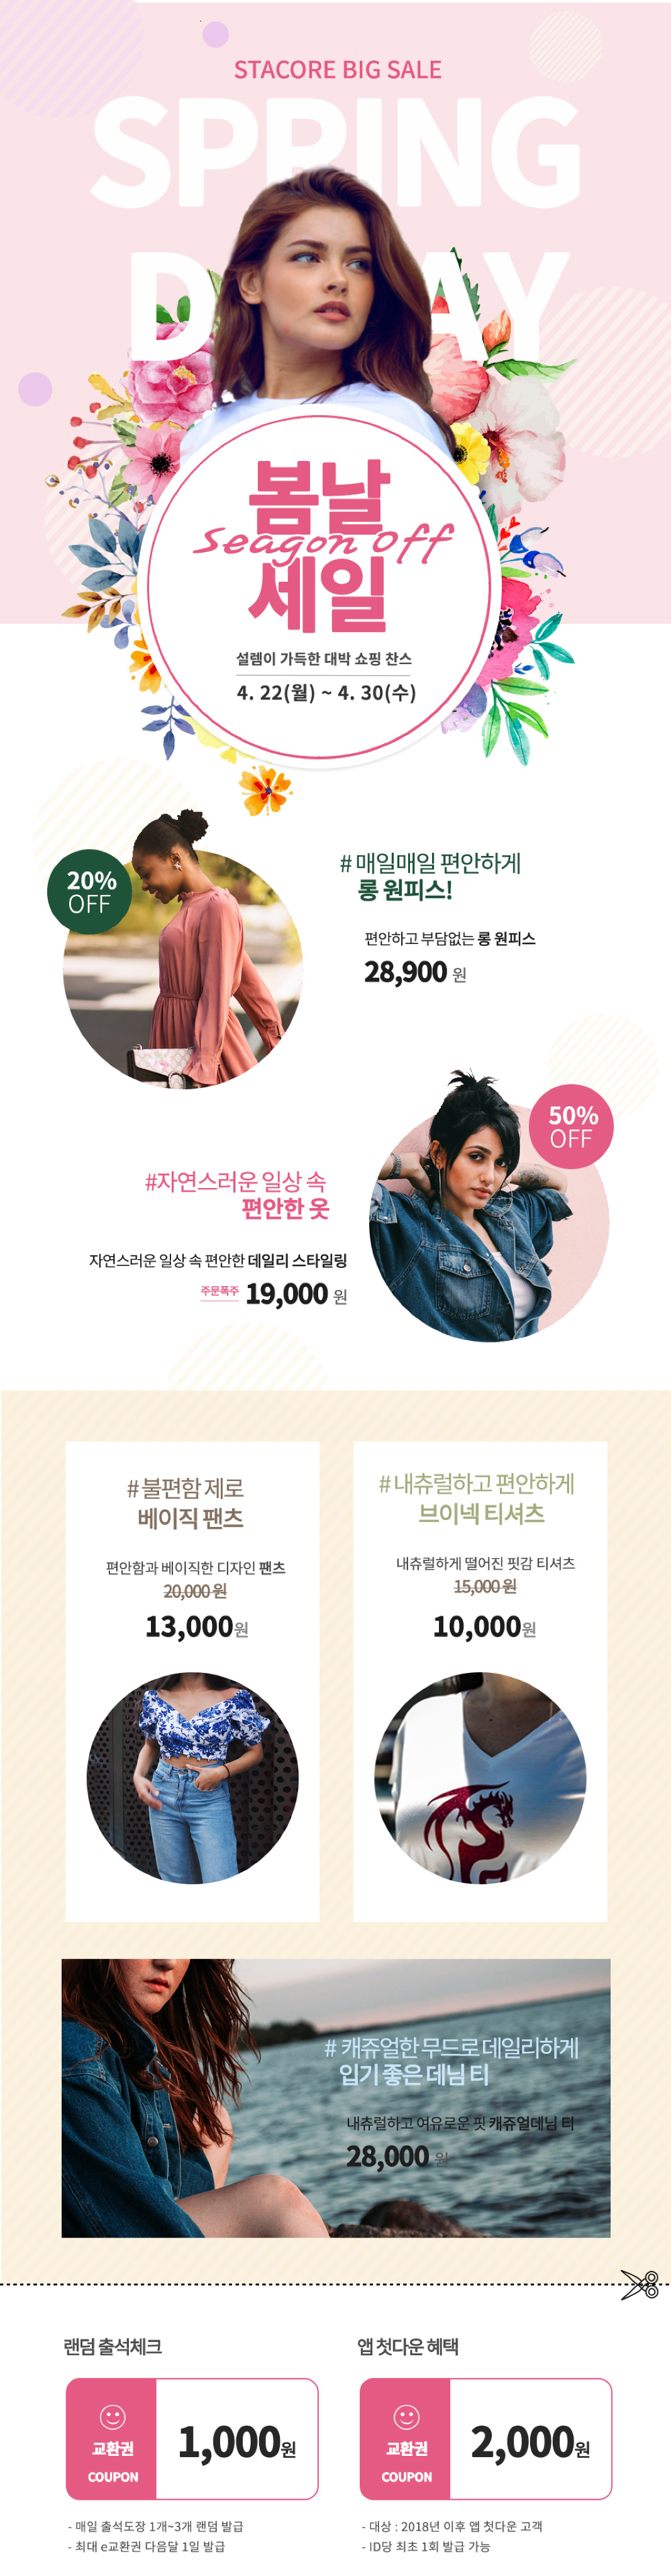 STACORE BIG SALE
SPRING
DAY
봄날
Seagon off
세일
설렘이 가득한 대박 쇼핑 찬스
4. 22(월) ~ 4. 30(수)
20%
OFF
# 매일매일 편안하게
롱 원피스!
편안하고 부담없는 롱 원피스
28,900 원
50%
OFF
#자연스러운 일상 속
편안한 옷
자연스러운 일상 속 편안한 데일리 스타일링
주문폭주 19,000 원
# 불편함 제로
베이직 팬츠
편안함과 베이직한 디자인 팬츠
20,000 원
13,000원
# 내츄럴하고 편안하게
브이넥 티셔츠
내츄럴하게 떨어진 핏감 티셔츠
15,000 원
10,000원
# 캐쥬얼한 무드로 데일리하게
입기 좋은 데님 티
내츄럴하고 여유로운 핏 캐쥬얼데님 티
28,000 원
랜덤 출석체크
교환권
COUPON
1,000원
- 매일 출석도장 1개~3개 랜덤 발급
- 최대 e교환권 다음달 1일 발급
앱 첫다운 혜택
교환권
COUPON
2,000원
- 대상 : 2018년 이후 앱 첫다운 고객
- ID당 최초 1회 발급 가능